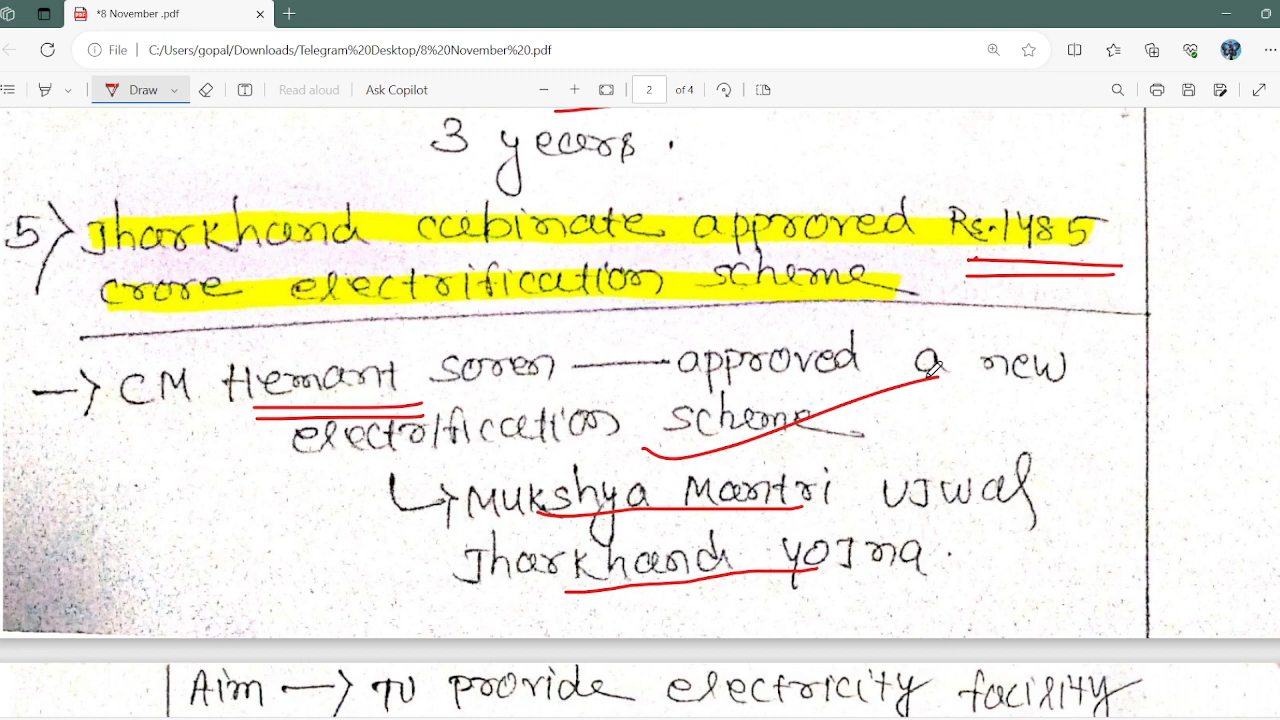 *8 November .pdf
File | C:/Users/gopal/Downloads/Telegram%20Desktop/8%20November%20.pdf
Draw Read aloud Ask Copilot 2 of 4
3 years.
5) Jharkhand cabinate approved Rs.1485
crore electrification scheme
→ CM Hemant soren — approved a new
electrification scheme
↳ Mukshya Mantri UJwal
Jharkhand yoJna.
Aim → To provide electricity facility